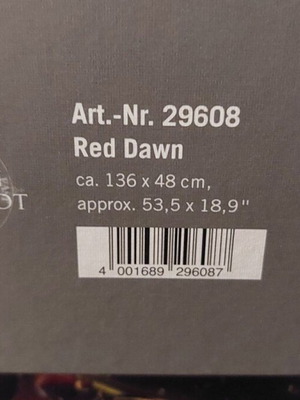 Art.-Nr. 29608
Red Dawn
ca. 136 x 48 cm,
approx. 53,5 x 18,9"
4 001689 296087